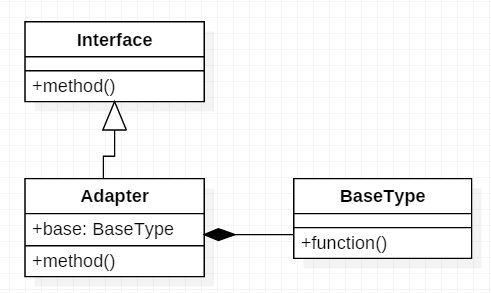 Interface
+method()
Adapter
+base: BaseType
+method()
BaseType
+function()